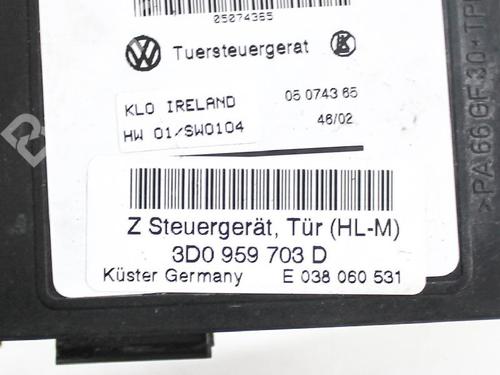 05074365
Tuersteuergerat
KLO IRELAND 05 0743 65
HW 01/SW0104 46/02
Z Steuergerät, Tür (HL-M)
3D0 959 703 D
Küster Germany E 038 060 531
>PA66GF30